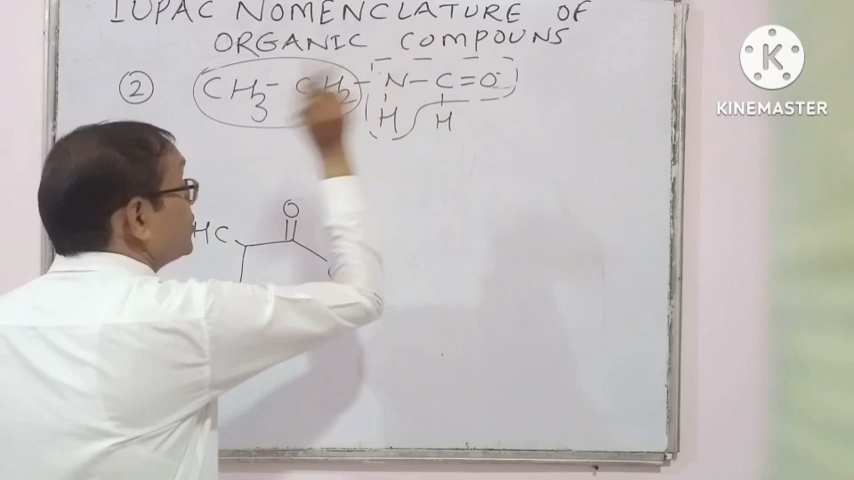 IUPAC NOMENCLATURE OF
ORGANIC COMPOUNS
② CH3- CH2-N-C=O
H H
O
HC
K
KINEMASTER